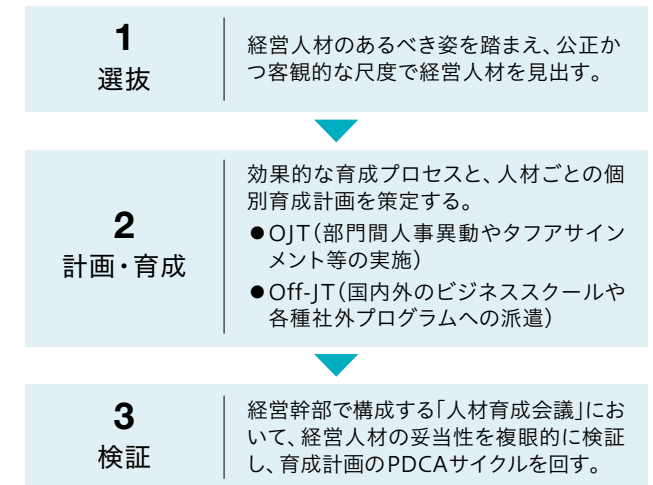 1
選抜
経営人材のあるべき姿を踏まえ、公正か
つ客観的な尺度で経営人材を見出す。
2
計画・育成
効果的な育成プロセスと、人材ごとの個
別育成計画を策定する。
●OJT（部門間人事異動やタフアサイン
メント等の実施）
●Off-JT（国内外のビジネススクールや
各種社外プログラムへの派遣）
3
検証
経営幹部で構成する「人材育成会議」にお
いて、経営人材の妥当性を複眼的に検証
し、育成計画のPDCAサイクルを回す。